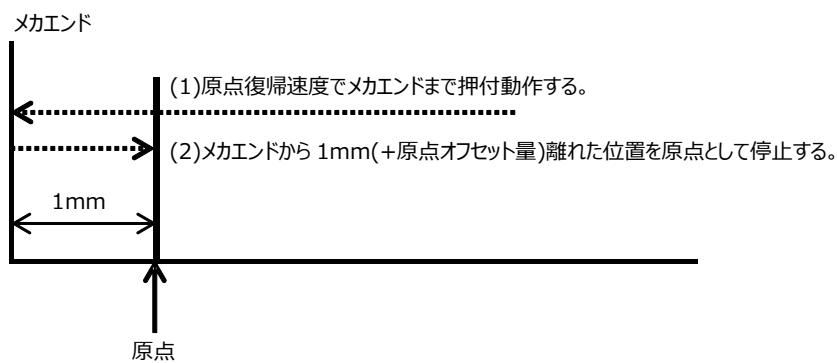 メカエンド
(1)原点復帰速度でメカエンドまで押付動作する。
(2)メカエンドから 1mm(+原点オフセット量)離れた位置を原点として停止する。
1mm
原点